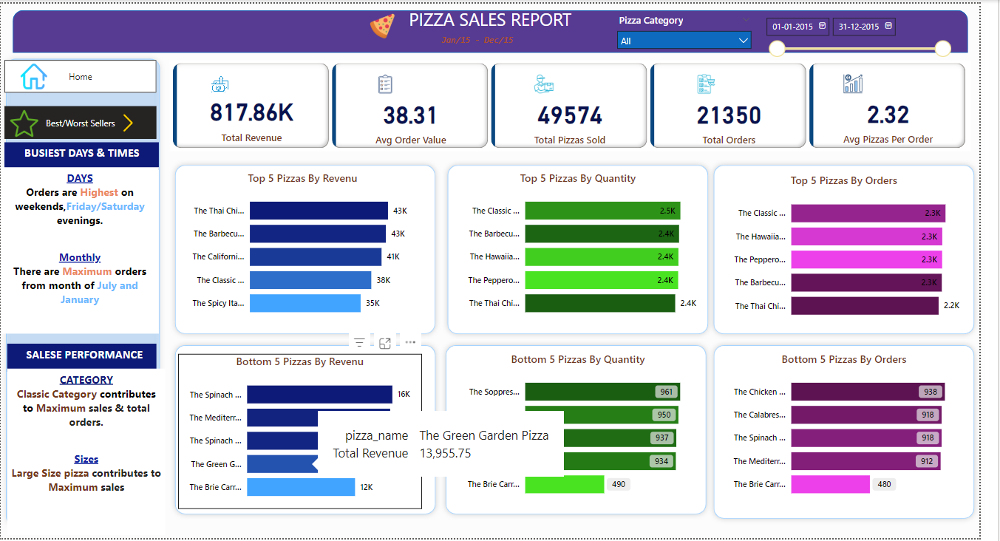 PIZZA SALES REPORT
Jan/15 - Dec/15
Pizza Category
All
01-01-2015
31-12-2015
Home
Best/Worst Sellers
BUSIEST DAYS & TIMES
DAYS
Orders are Highest on
weekends,Friday/Saturday
evenings.
Monthly
There are Maximum orders
from month of July and
January
SALESE PERFORMANCE
CATEGORY
Classic Category contributes
to Maximum sales & total
orders.
Sizes
Large Size pizza contributes to
Maximum sales
817.86K
Total Revenue
38.31
Avg Order Value
49574
Total Pizzas Sold
21350
Total Orders
2.32
Avg Pizzas Per Order
Top 5 Pizzas By Revenu
The Thai Chi... 43K
The Barbecu... 43K
The Californi... 41K
The Classic ... 38K
The Spicy Ita... 35K
Top 5 Pizzas By Quantity
The Classic ... 2.5K
The Barbecu... 2.4K
The Hawaiia... 2.4K
The Peppero... 2.4K
The Thai Chi... 2.4K
Top 5 Pizzas By Orders
The Classic ... 2.3K
The Hawaiia... 2.3K
The Peppero... 2.3K
The Barbecu... 2.3K
The Thai Chi... 2.2K
Bottom 5 Pizzas By Revenu
The Spinach ... 16K
The Mediterr...
The Spinach ...
The Green G...
The Brie Carr... 12K
pizza_name The Green Garden Pizza
Total Revenue 13,955.75
Bottom 5 Pizzas By Quantity
The Soppres... 961
950
937
934
The Brie Carr... 490
Bottom 5 Pizzas By Orders
The Chicken ... 938
The Calabres... 918
The Spinach ... 918
The Mediterr... 912
The Brie Carr... 480